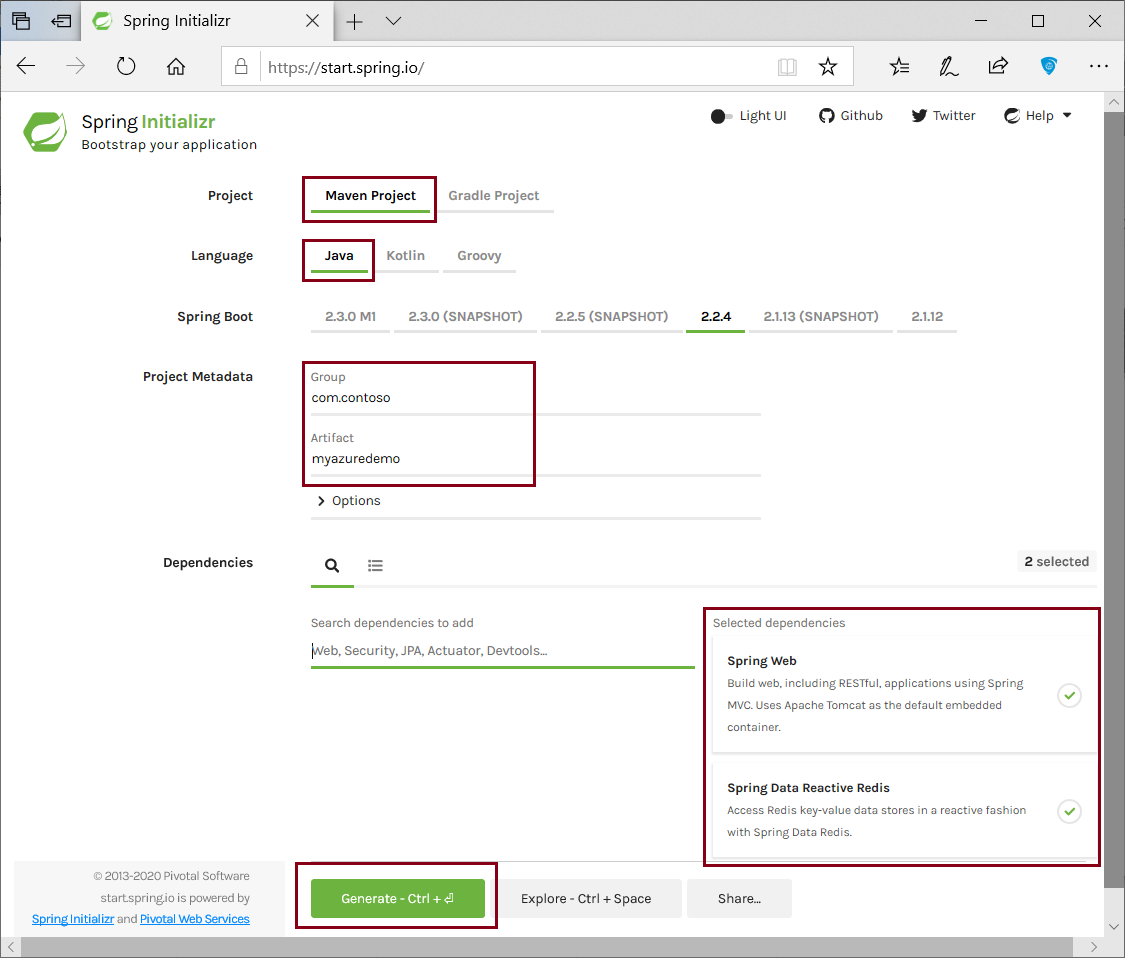 Spring Initializr
https://start.spring.io/
Spring Initializr
Bootstrap your application
Light UI
Github
Twitter
Help
Project
Maven Project
Gradle Project
Language
Java
Kotlin
Groovy
Spring Boot
2.3.0 M1
2.3.0 (SNAPSHOT)
2.2.5 (SNAPSHOT)
2.2.4
2.1.13 (SNAPSHOT)
2.1.12
Project Metadata
Group
com.contoso
Artifact
myazuredemo
Options
Dependencies
2 selected
Search dependencies to add
Web, Security, JPA, Actuator, Devtools...
Selected dependencies
Spring Web
Build web, including RESTful, applications using Spring
MVC. Uses Apache Tomcat as the default embedded
container.
Spring Data Reactive Redis
Access Redis key-value data stores in a reactive fashion
with Spring Data Redis.
© 2013-2020 Pivotal Software
start.spring.io is powered by
Spring Initializr and Pivotal Web Services
Generate - Ctrl + ⏎
Explore - Ctrl + Space
Share...